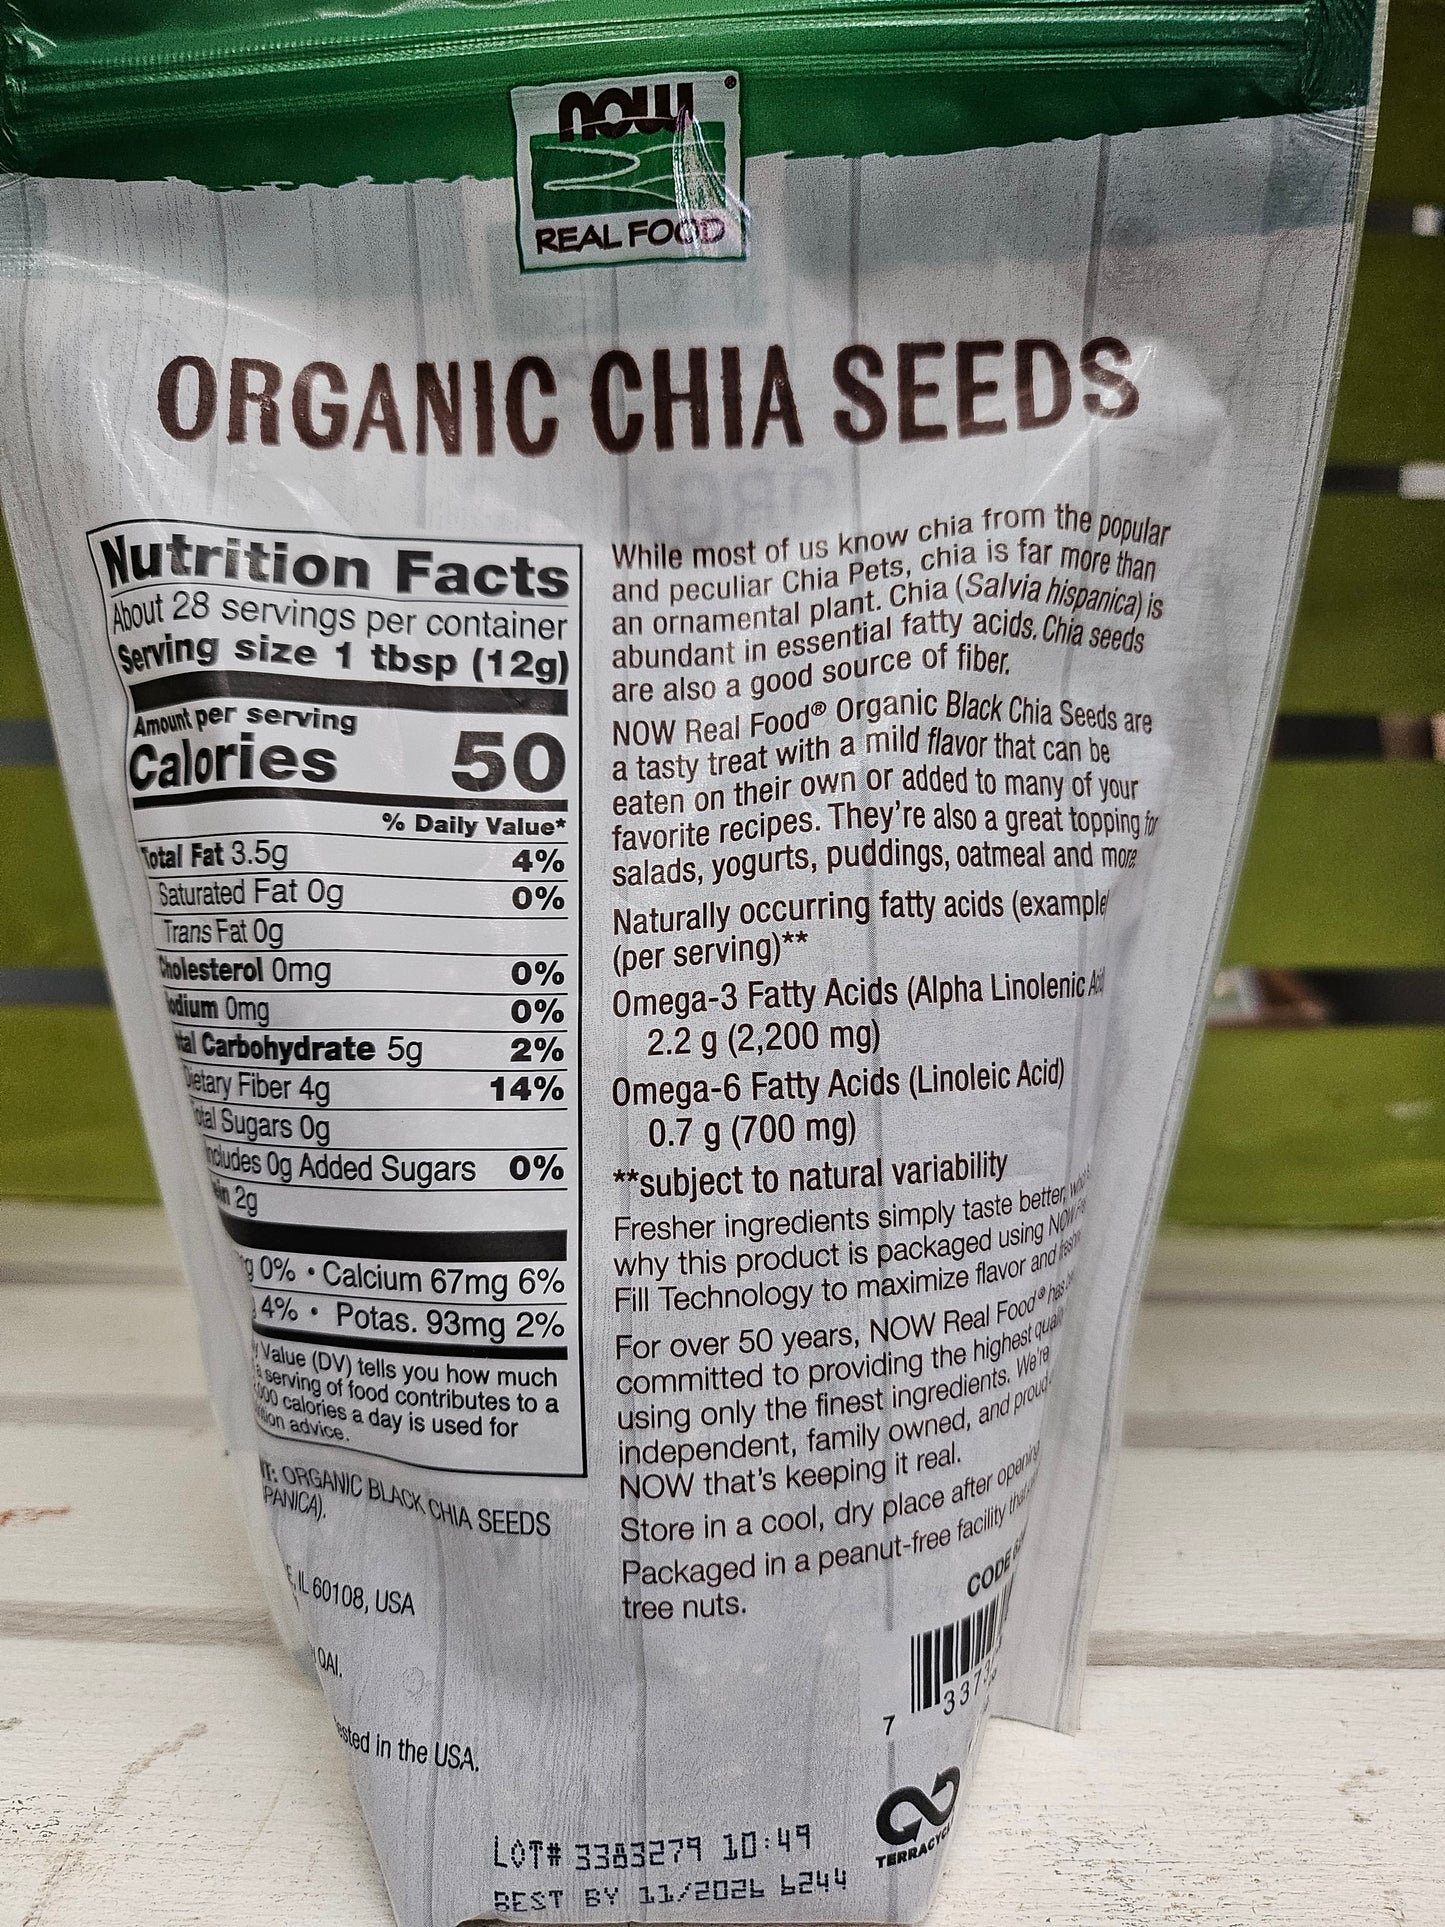 now®
REAL FOOD
ORGANIC CHIA SEEDS
Nutrition Facts
About 28 servings per container
Serving size 1 tbsp (12g)
Amount per serving
Calories 50
% Daily Value*
Total Fat 3.5g 4%
Saturated Fat 0g 0%
Trans Fat 0g
Cholesterol 0mg 0%
Sodium 0mg 0%
Total Carbohydrate 5g 2%
Dietary Fiber 4g 14%
Total Sugars 0g
Includes 0g Added Sugars 0%
2g
0% • Calcium 67mg 6%
4% • Potas. 93mg 2%
Value (DV) tells you how much
a serving of food contributes to a
calories a day is used for
advice.
ORGANIC BLACK CHIA SEEDS
IL 60108, USA
QAI.
in the USA.
While most of us know chia from the popular
and peculiar Chia Pets, chia is far more than
an ornamental plant. Chia (Salvia hispanica) is
abundant in essential fatty acids. Chia seeds
are also a good source of fiber.
NOW Real Food® Organic Black Chia Seeds are
a tasty treat with a mild flavor that can be
eaten on their own or added to many of your
favorite recipes. They're also a great topping for
salads, yogurts, puddings, oatmeal and more.
Naturally occurring fatty acids (example)
(per serving)**
Omega-3 Fatty Acids (Alpha Linolenic Acid)
2.2 g (2,200 mg)
Omega-6 Fatty Acids (Linoleic Acid)
0.7 g (700 mg)
**subject to natural variability
Fresher ingredients simply taste better,
why this product is packaged using NOW
Fill Technology to maximize flavor and
For over 50 years, NOW Real Food® has
committed to providing the highest
using only the finest ingredients. We're
independent, family owned, and
NOW that's keeping it real.
Store in a cool, dry place after opening
Packaged in a peanut-free facility
tree nuts.
CODE
7
TERRACYCLE
LOT# 3383279 10:49
BEST BY 11/2026 6244